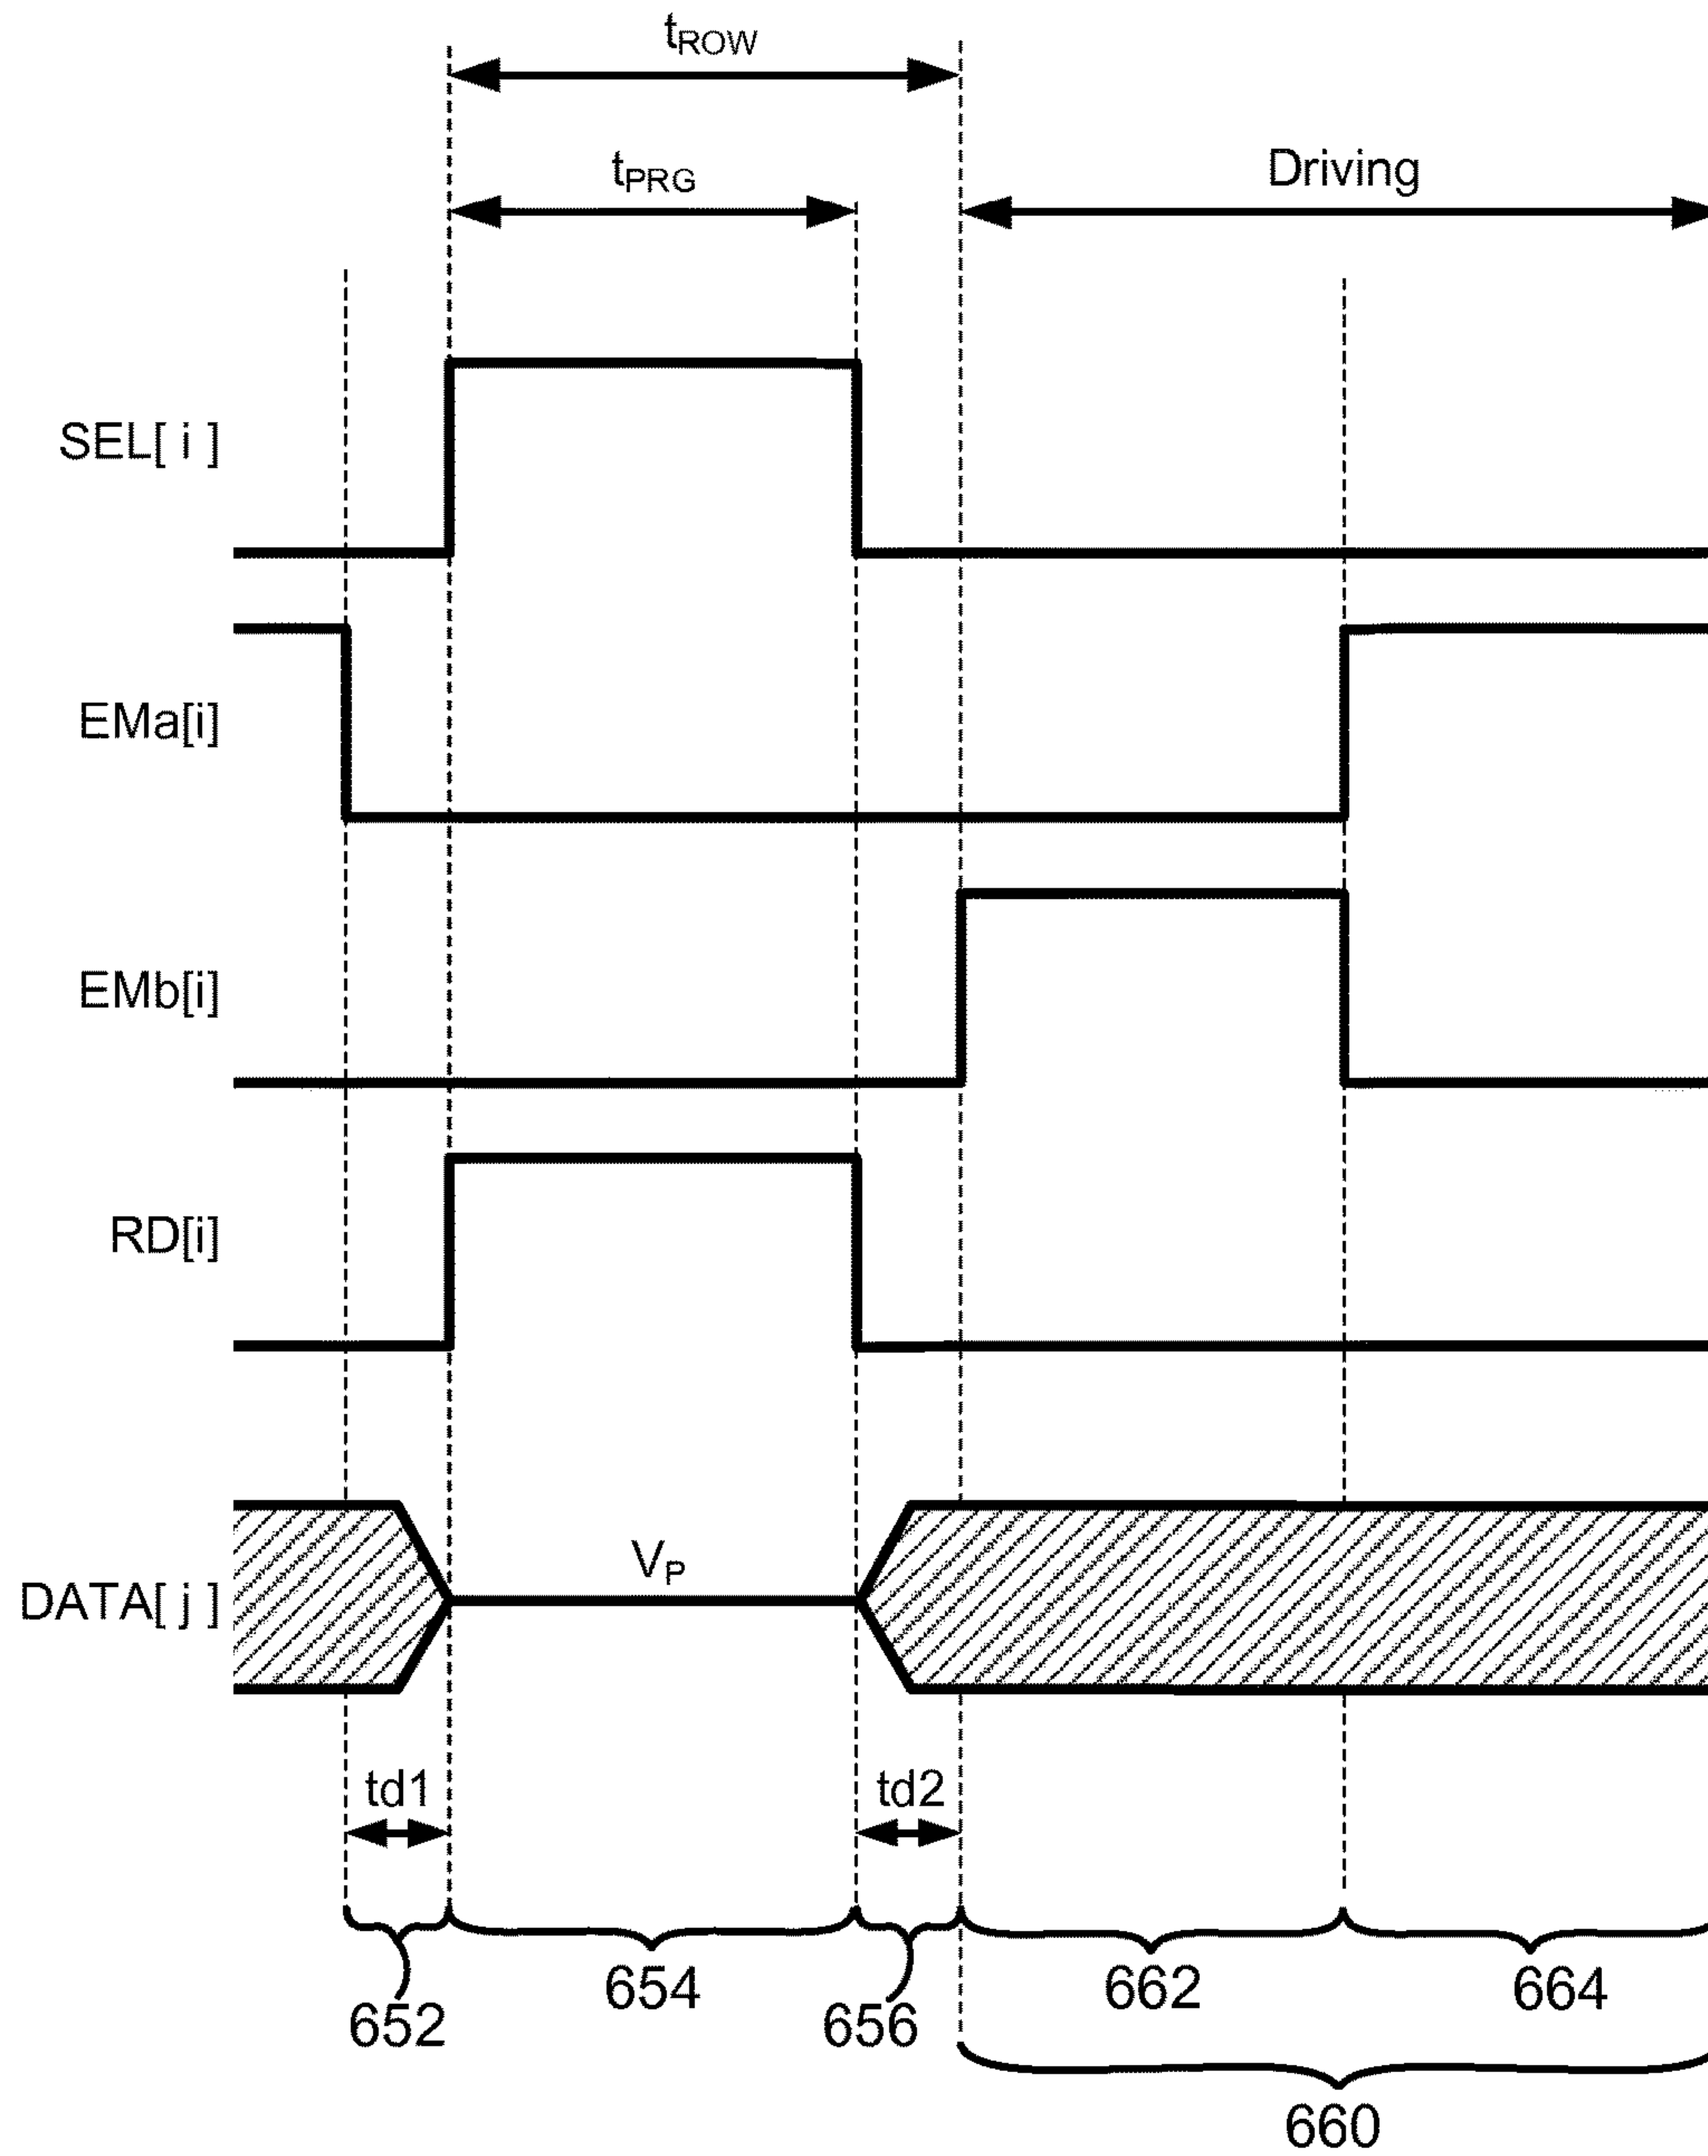 tROW
tPRG
Driving
SEL[ i ]
EMa[i]
EMb[i]
RD[i]
VP
DATA[ j ]
td1
td2
654
662
664
652
656
660